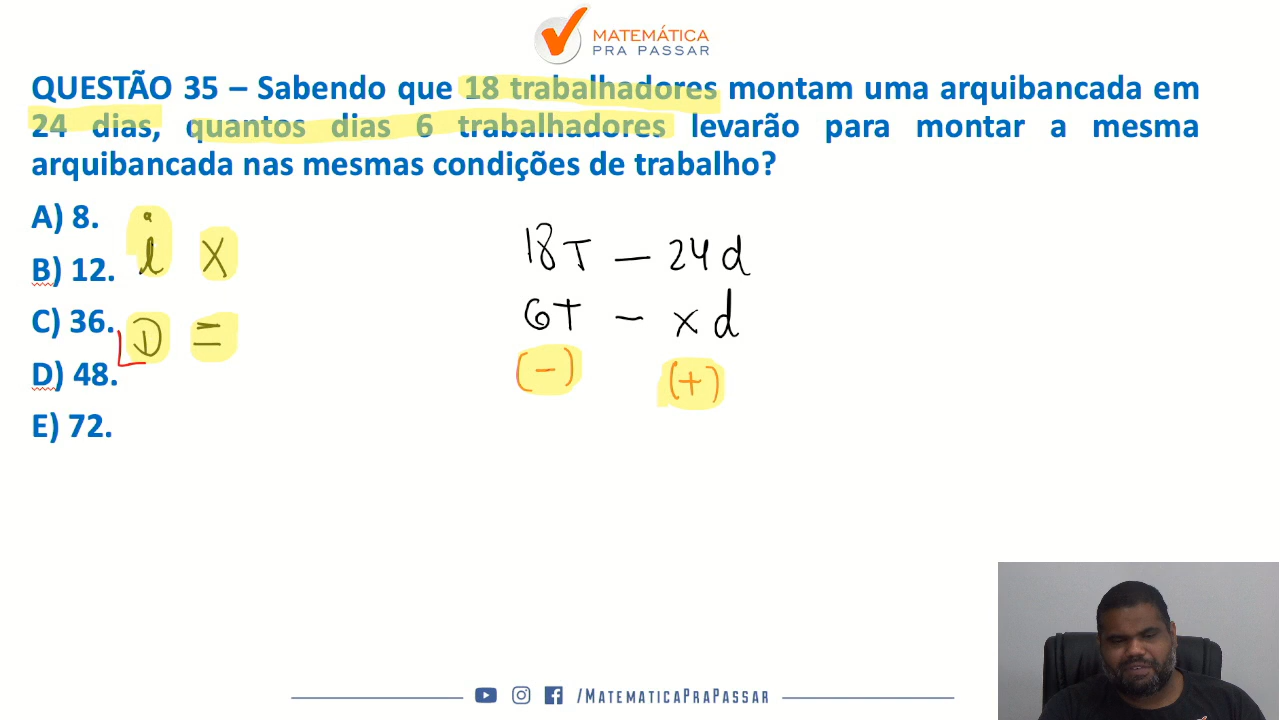 MATEMÁTICA
PRA PASSAR
QUESTÃO 35 – Sabendo que 18 trabalhadores montam uma arquibancada em
24 dias, quantos dias 6 trabalhadores levarão para montar a mesma
arquibancada nas mesmas condições de trabalho?
A) 8.
B) 12.
C) 36.
D) 48.
E) 72.
i X
D =
18T — 24d
6T – x d
(-) (+)
/MATEMATICAPRAPASSAR